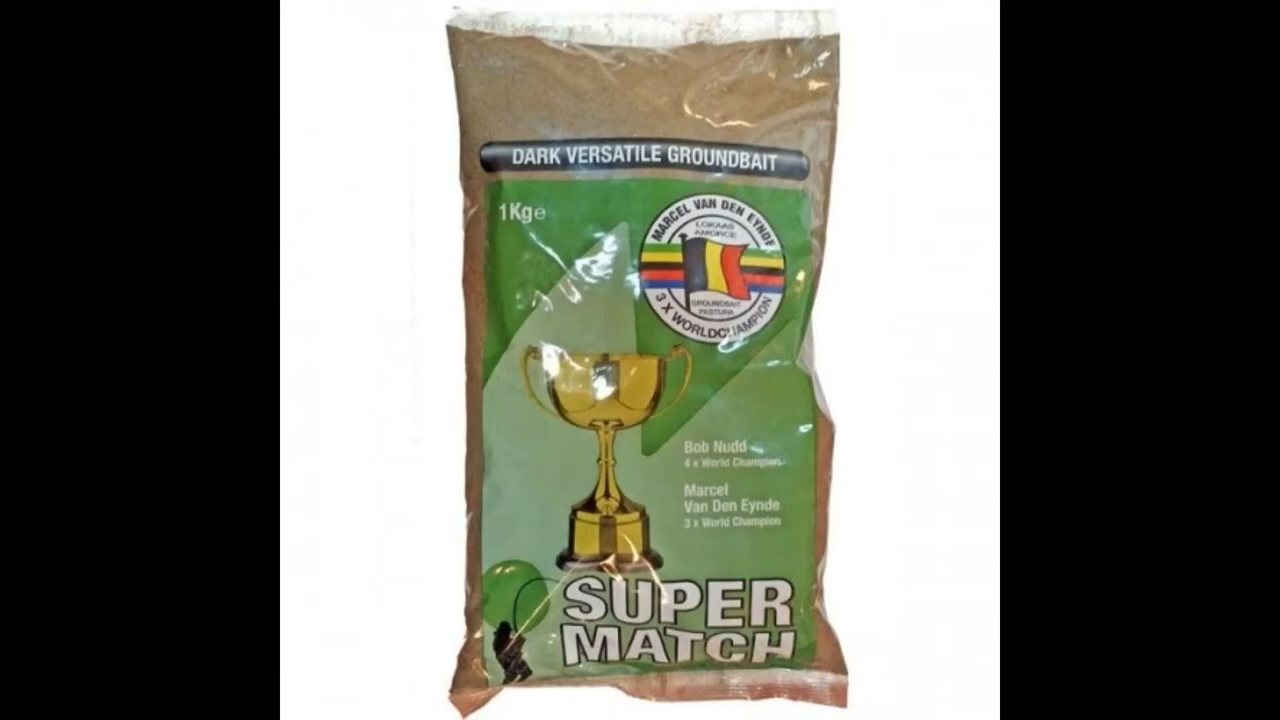 DARK VERSATILE GROUNDBAIT
1Kg℮
MARCEL VAN DEN EYNDE
LOKAAS
AMORCE
GROUNDBAIT
PASTURA
3 X WORLDCHAMPION
Bob Nudd
4 x World Champion
Marcel
Van Den Eynde
3 x World Champion
SUPER
MATCH